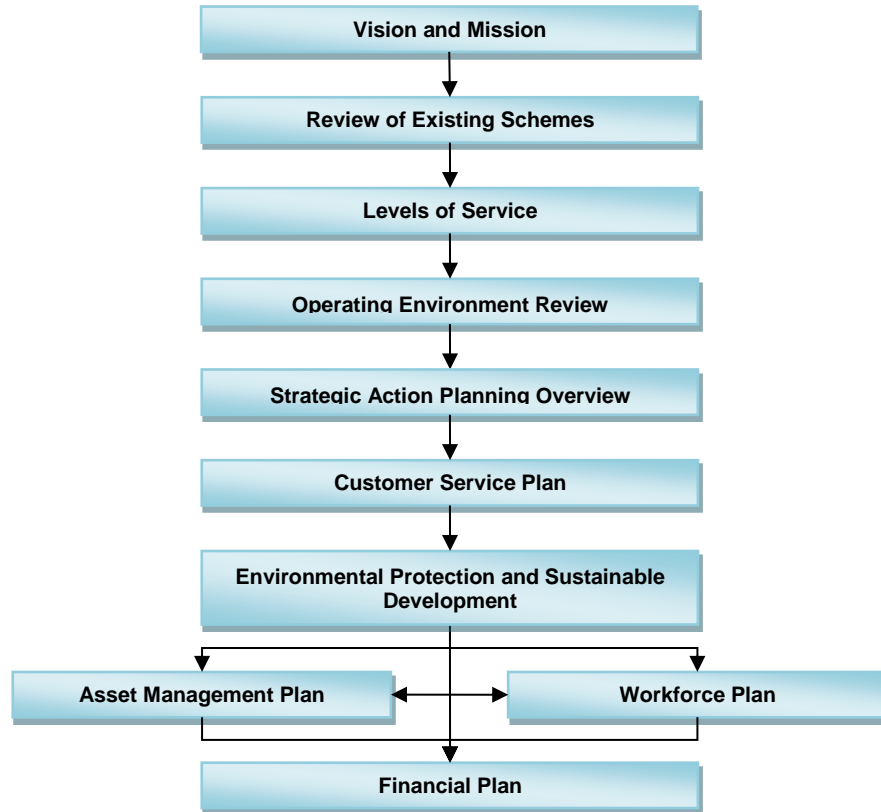 Vision and Mission
Review of Existing Schemes
Levels of Service
Operating Environment Review
Strategic Action Planning Overview
Customer Service Plan
Environmental Protection and Sustainable
Development
Asset Management Plan
Workforce Plan
Financial Plan